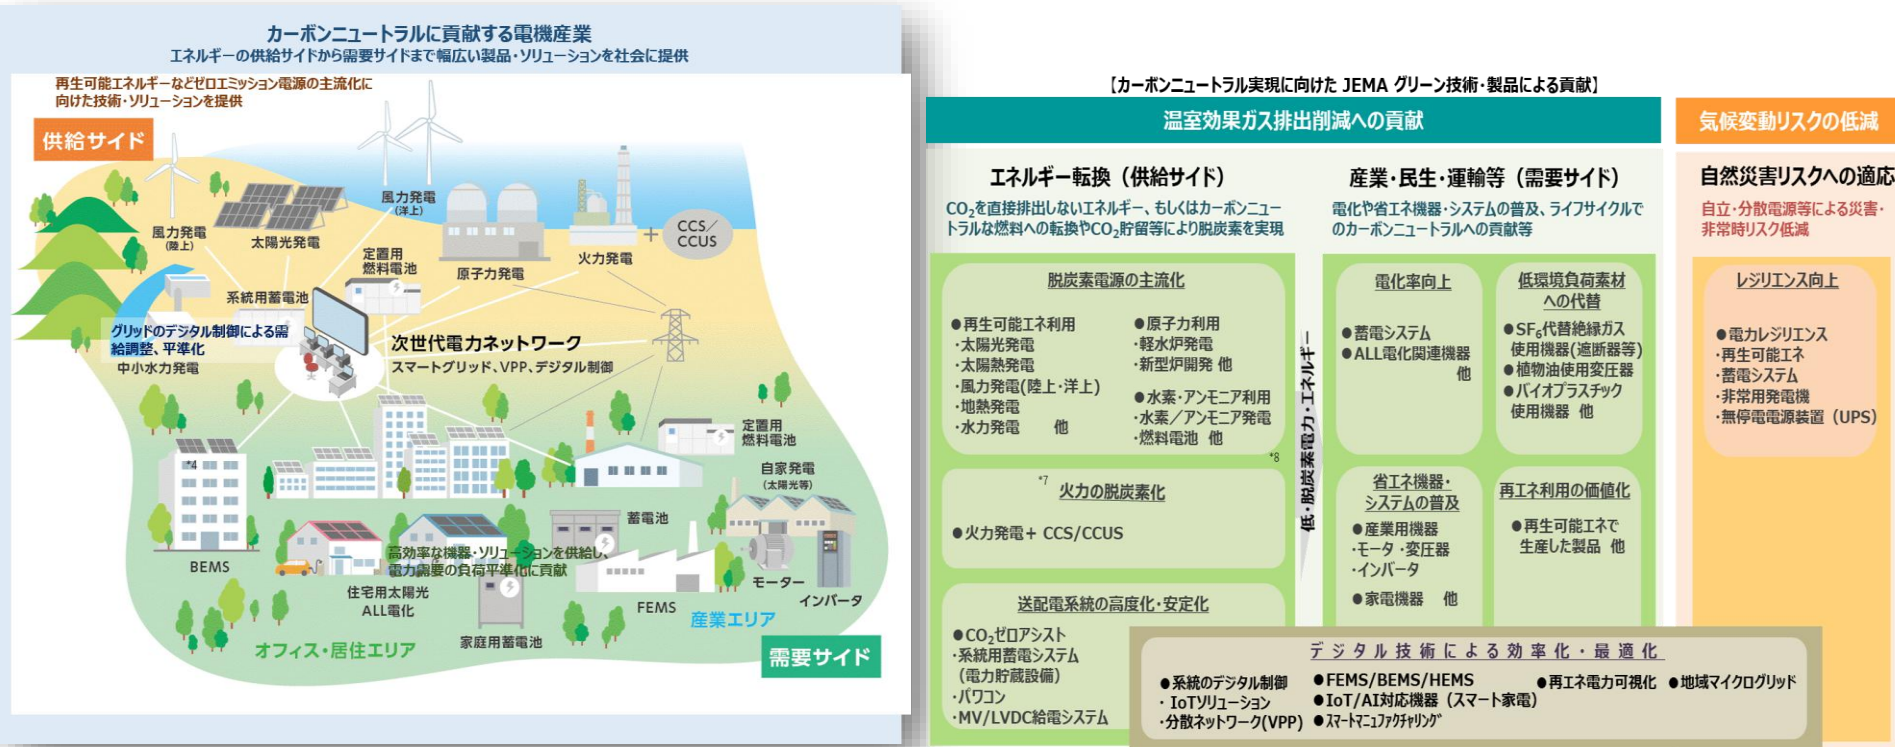 カーボンニュートラルに貢献する電機産業
エネルギーの供給サイドから需要サイドまで幅広い製品・ソリューションを社会に提供
再生可能エネルギーなどゼロエミッション電源の主流化に
向けた技術・ソリューションを提供
供給サイド
風力発電
(陸上)
太陽光発電
風力発電
(洋上)
定置用
燃料電池
原子力発電
火力発電
+
CCS/
CCUS
系統用蓄電池
グリッドのデジタル制御による需
給調整、平準化
中小水力発電
次世代電力ネットワーク
スマートグリッド、VPP、デジタル制御
定置用
燃料電池
自家発電
(太陽光等)
*4
BEMS
蓄電池
高効率な機器・ソリューションを供給し、
電力需要の負荷平準化に貢献
住宅用太陽光
ALL電化
家庭用蓄電池
FEMS
モーター
インバータ
産業エリア
オフィス・居住エリア
需要サイド
【カーボンニュートラル実現に向けた JEMA グリーン技術・製品による貢献】
温室効果ガス排出削減への貢献
エネルギー転換（供給サイド）
CO₂を直接排出しないエネルギー、もしくはカーボンニュー
トラルな燃料への転換やCO₂貯留等により脱炭素を実現
脱炭素電源の主流化
●再生可能エネ利用
・太陽光発電
・太陽熱発電
・風力発電(陸上・洋上)
・地熱発電
・水力発電 他
●原子力利用
・軽水炉発電
・新型炉開発 他
●水素・アンモニア利用
・水素／アンモニア発電
・燃料電池 他
*8
*7
火力の脱炭素化
●火力発電＋ CCS/CCUS
送配電系統の高度化・安定化
●CO₂ゼロアシスト
・系統用蓄電システム
（電力貯蔵設備）
・パワコン
・MV/LVDC給電システム
低・脱炭素電力・エネルギー
産業・民生・運輸等（需要サイド）
電化や省エネ機器・システムの普及、ライフサイクルで
のカーボンニュートラルへの貢献等
電化率向上
●蓄電システム
●ALL電化関連機器
他
低環境負荷素材
への代替
●SF₆代替絶縁ガス
使用機器(遮断器等)
●植物油使用変圧器
●バイオプラスチック
使用機器 他
省エネ機器・
システムの普及
●産業用機器
・モータ・変圧器
・インバータ
●家電機器 他
再エネ利用の価値化
●再生可能エネで
生産した製品 他
気候変動リスクの低減
自然災害リスクへの適応
自立・分散電源等による災害・
非常時リスク低減
レジリエンス向上
●電力レジリエンス
・再生可能エネ
・蓄電システム
・非常用発電機
・無停電電源装置（UPS）
デジタル技術による効率化・最適化
●系統のデジタル制御
・IoTソリューション
・分散ネットワーク(VPP)
●FEMS/BEMS/HEMS
●IoT/AI対応機器（スマート家電）
●スマートマニュファクチャリング
●再エネ電力可視化
●地域マイクログリッド